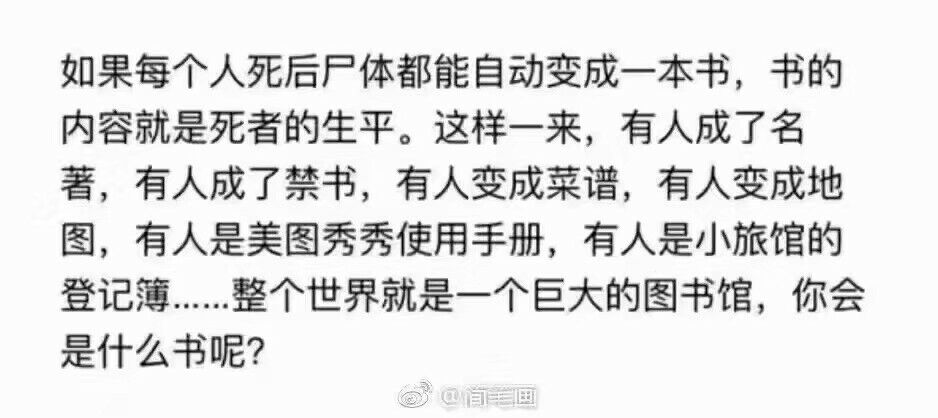 如果每个人死后尸体都能自动变成一本书，书的
内容就是死者的生平。这样一来，有人成了名
著，有人成了禁书，有人变成菜谱，有人变成地
图，有人是美图秀秀使用手册，有人是小旅馆的
登记簿……整个世界就是一个巨大的图书馆，你会
是什么书呢？
@简笔画